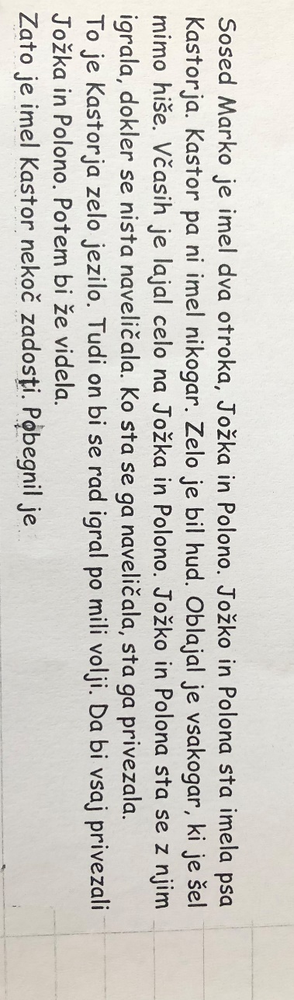 Sosed Marko je imel dva otroka, Jožka in Polono. Jožko in Polona sta imela psa
Kastorja. Kastor pa ni imel nikogar. Zelo je bil hud. Oblajal je vsakogar, ki je šel
mimo hiše. Včasih je lajal celo na Jožka in Polono. Jožko in Polona sta se z njim
igrala, dokler se nista naveličala. Ko sta se ga naveličala, sta ga privezala.
To je Kastorja zelo jezilo. Tudi on bi se rad igral po mili volji. Da bi vsaj privezali
Jožka in Polono. Potem bi že videla.
Zato je imel Kastor nekoč zadosti. Pobegnil je